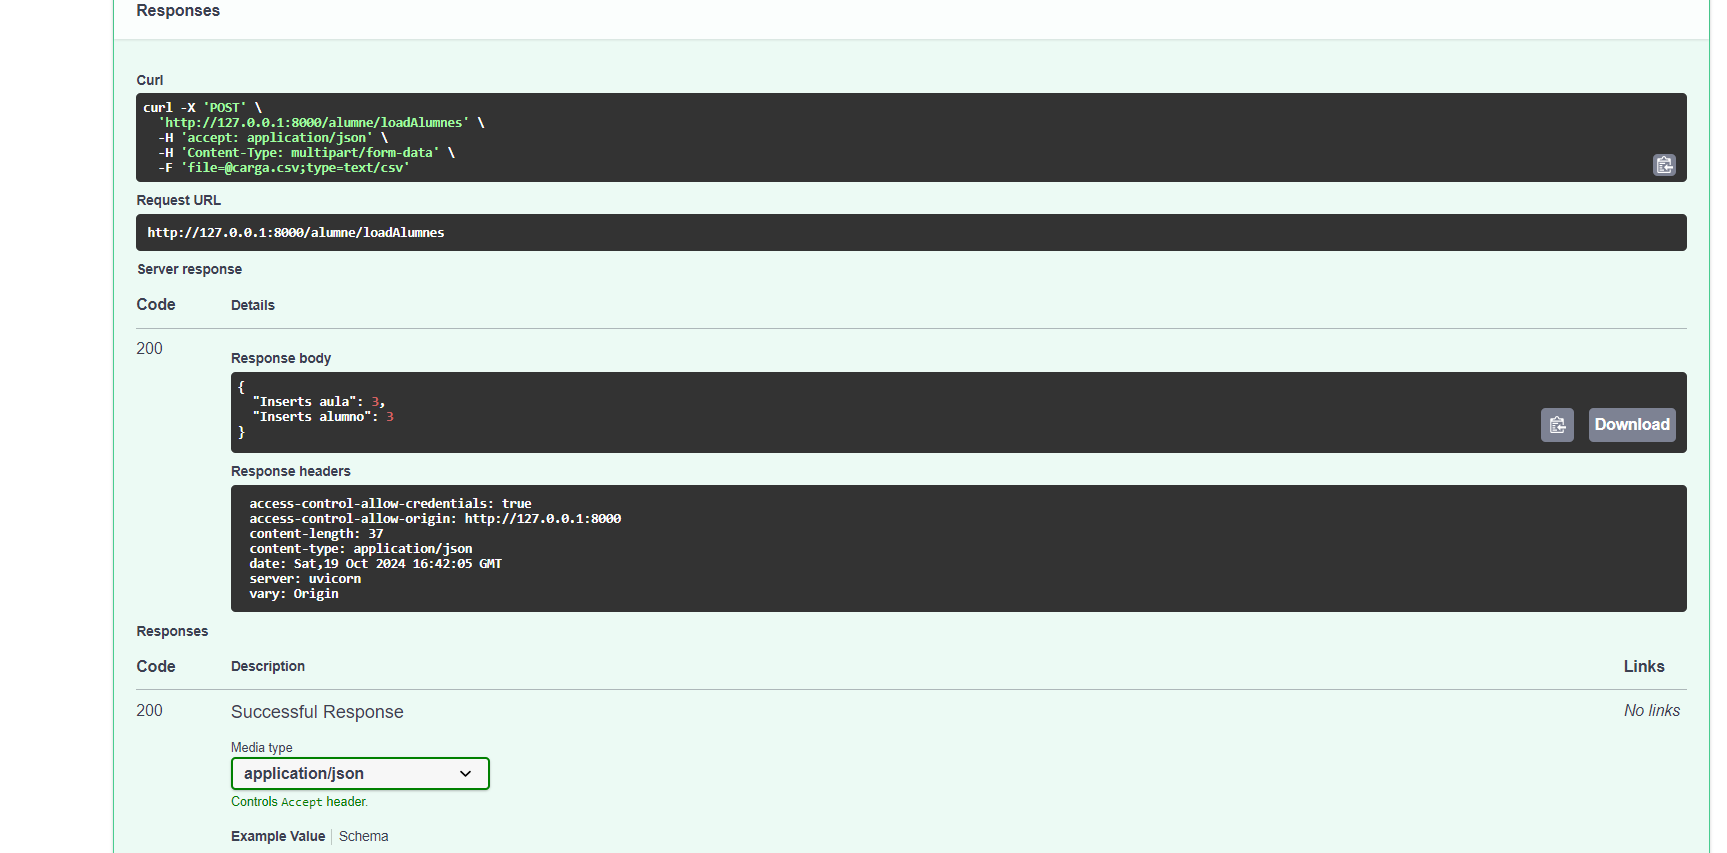 Responses
Curl
curl -X 'POST' \
'http://127.0.0.1:8000/alumne/loadAlumnes' \
-H 'accept: application/json' \
-H 'Content-Type: multipart/form-data' \
-F 'file=@carga.csv;type=text/csv'
Request URL
http://127.0.0.1:8000/alumne/loadAlumnes
Server response
Code Details
200
Response body
{
"Inserts aula": 3,
"Inserts alumno": 3
}
Download
Response headers
access-control-allow-credentials: true
access-control-allow-origin: http://127.0.0.1:8000
content-length: 37
content-type: application/json
date: Sat,19 Oct 2024 16:42:05 GMT
server: uvicorn
vary: Origin
Responses
Code Description Links
200 Successful Response No links
Media type
application/json
Controls Accept header.
Example Value Schema